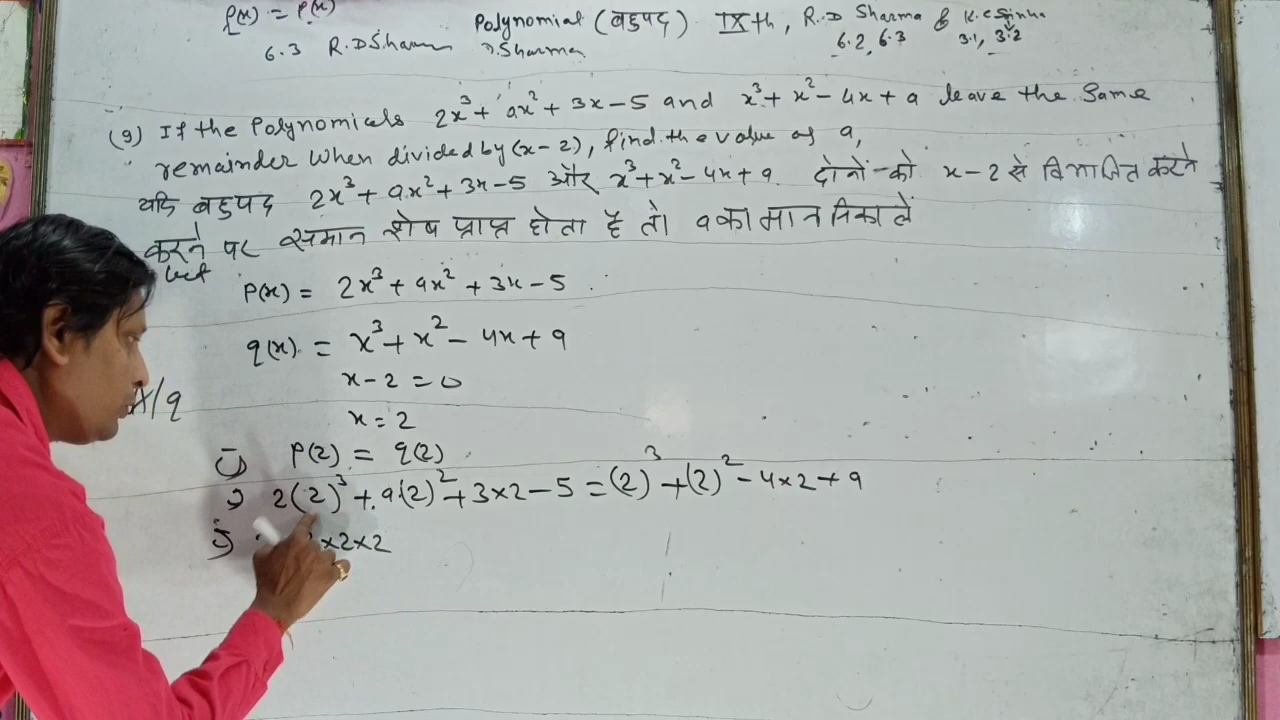 P(x) = P(x) Polynomial (बहुपद) IXth, R.D Sharma & K.C Sinha
6.3 R.D Sharma D.Sharma 6.2, 6.3 3.1, 3.2
(9) If the Polynomials 2x³ + ax² + 3x - 5 and x³ + x² - 4x + a leave the Same
remainder When divided by (x - 2), find the value of a,
यदि बहुपद 2x³ + ax² + 3x - 5 और x³ + x² - 4x + a दोनों को x - 2 से विभाजित करने
करने पर समान शेष प्राप्त होता है तो a का मान निकालें
Let P(x) = 2x³ + ax² + 3x - 5
q(x) = x³ + x² - 4x + a
x - 2 = 0
A/q
x = 2
P(2) = q(2)
2(2)³ + a(2)² + 3×2 - 5 = (2)³ + (2)² - 4×2 + a
×2×2